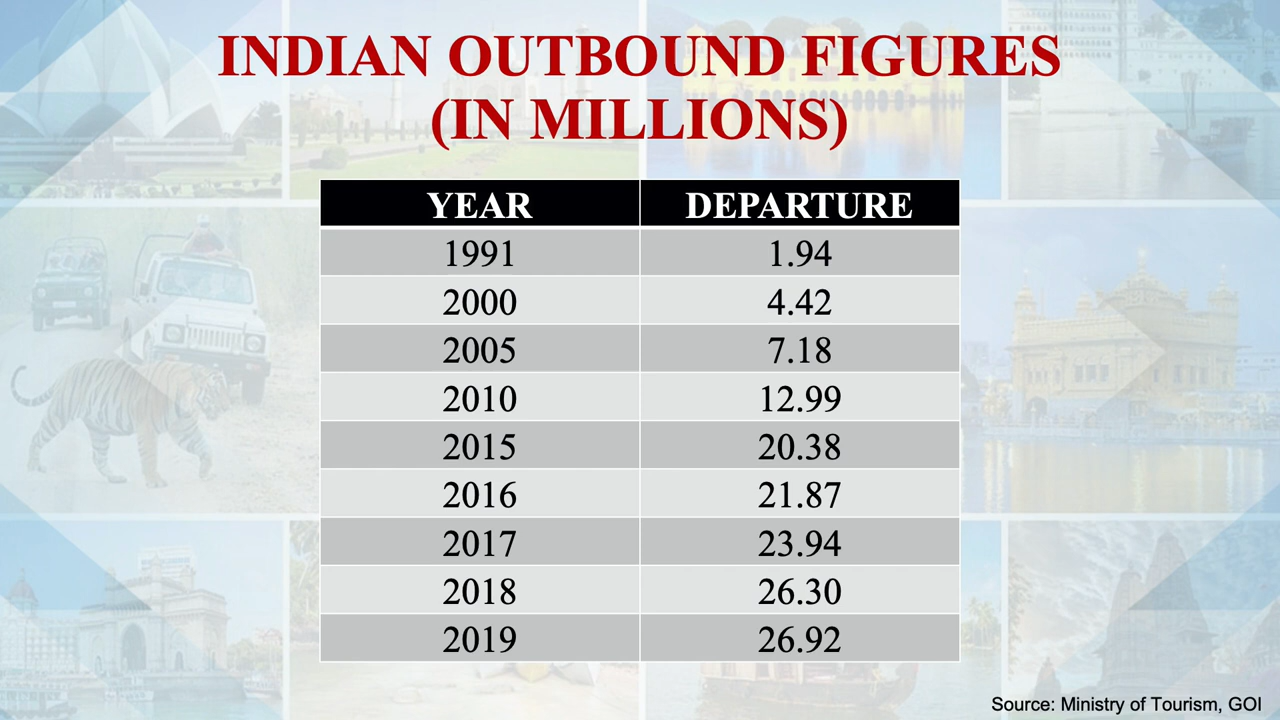 INDIAN OUTBOUND FIGURES
(IN MILLIONS)
YEAR DEPARTURE
1991 1.94
2000 4.42
2005 7.18
2010 12.99
2015 20.38
2016 21.87
2017 23.94
2018 26.30
2019 26.92
Source: Ministry of Tourism, GOI